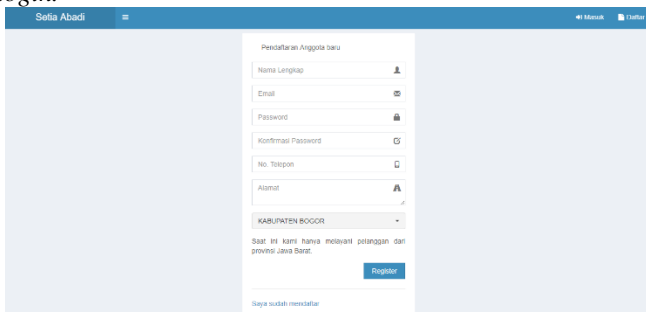 login.
Setia Abadi
Masuk Daftar
Pendaftaran Anggota baru
Nama Lengkap
Email
Password
Konfirmasi Password
No. Telepon
Alamat
KABUPATEN BOGOR
Saat ini kami hanya melayani pelanggan dari
provinsi Jawa Barat.
Register
Saya sudah mendaftar